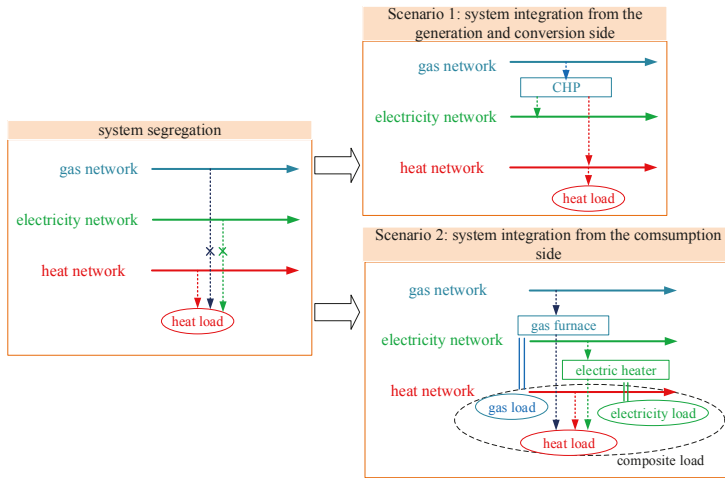 system segregation
gas network
electricity network
heat network
heat load
Scenario 1: system integration from the
generation and conversion side
gas network
CHP
electricity network
heat network
heat load
Scenario 2: system integration from the comsumption
side
gas network
gas furnace
electricity network
electric heater
heat network
gas load
electricity load
heat load
composite load